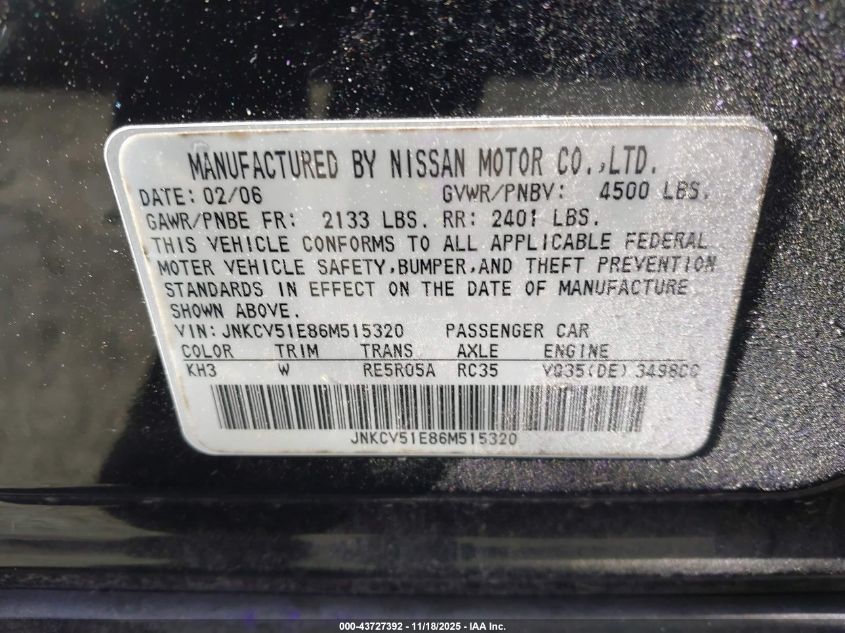 MANUFACTURED BY NISSAN MOTOR CO.,LTD.
DATE: 02/06 GVWR/PNBV: 4500 LBS.
GAWR/PNBE FR: 2133 LBS. RR: 2401 LBS.
THIS VEHICLE CONFORMS TO ALL APPLICABLE FEDERAL
MOTER VEHICLE SAFETY,BUMPER,AND THEFT PREVENTION
STANDARDS IN EFFECT ON THE DATE OF MANUFACTURE
SHOWN ABOVE.
VIN: JNKCV51E86M515320 PASSENGER CAR
COLOR TRIM TRANS AXLE ENGINE
KH3 W RE5R05A RC35 VQ35(DE) 3498CC
JNKCV51E86M515320
000-43727392 - 11/18/2025 - IAA Inc.